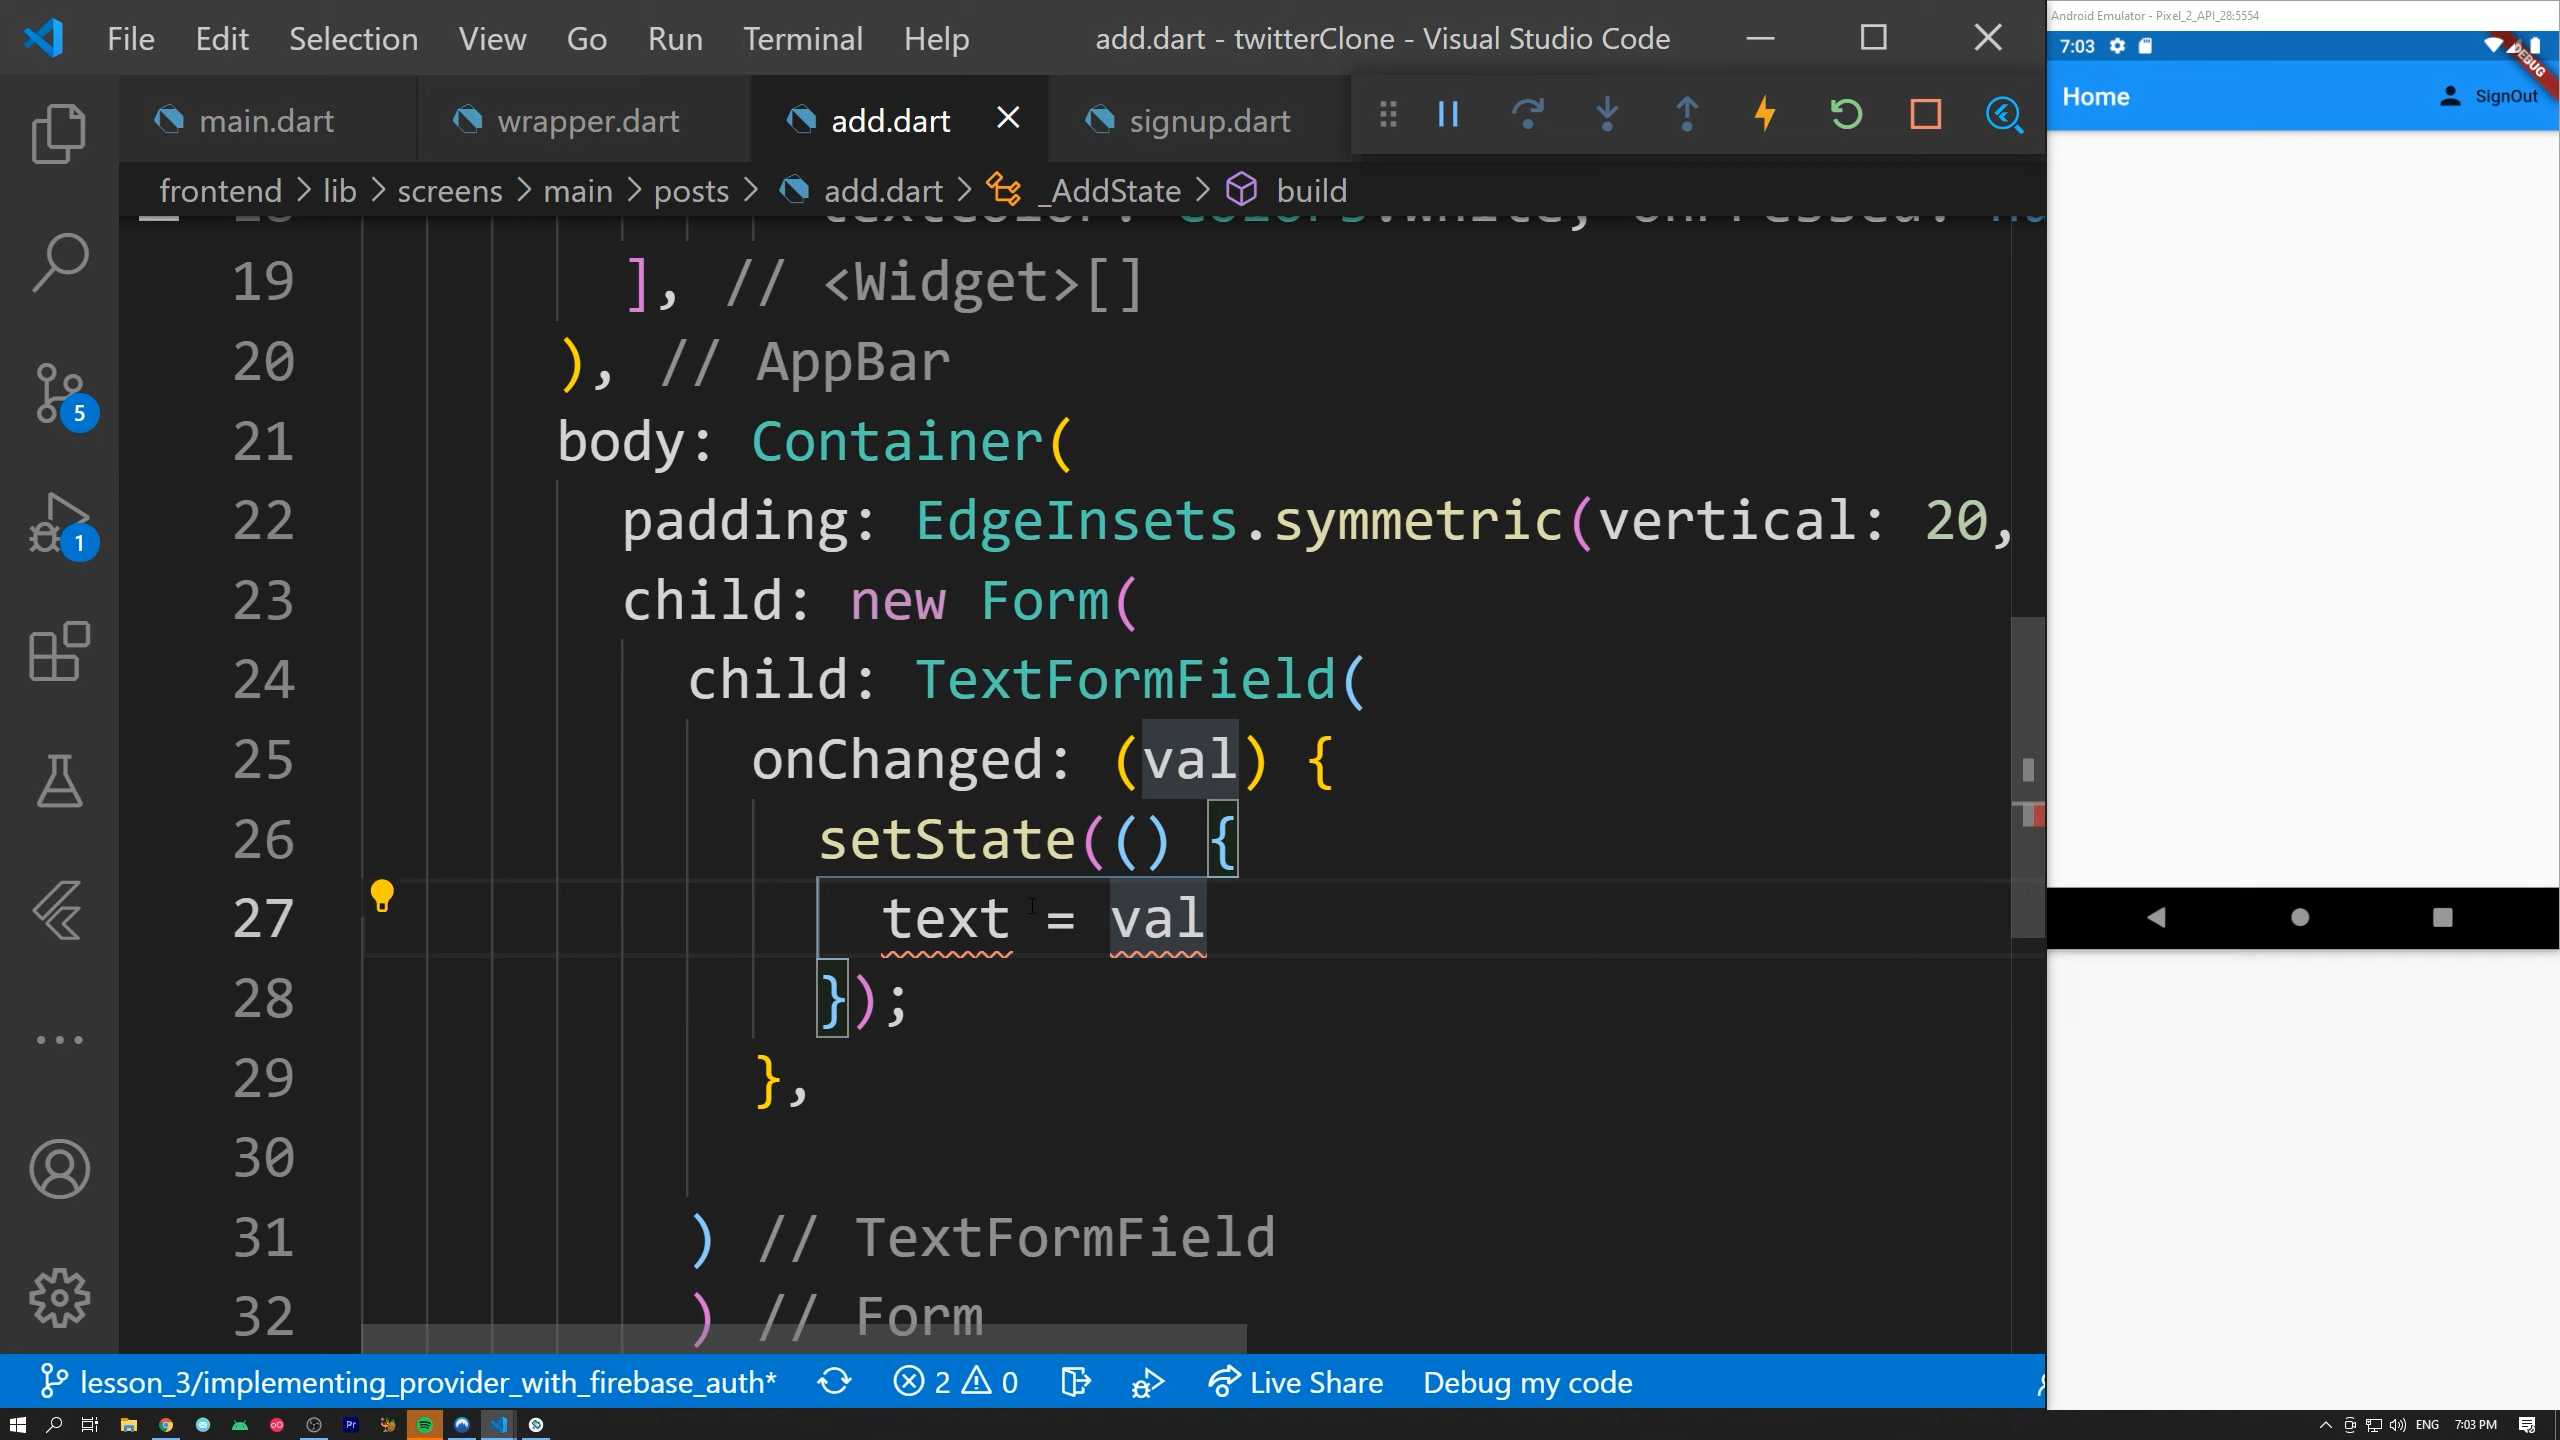 File Edit Selection View Go Run Terminal Help add.dart - twitterClone - Visual Studio Code
main.dart wrapper.dart add.dart signup.dart
frontend > lib > screens > main > posts > add.dart > _AddState > build
19 ], // <Widget>[]
20 ), // AppBar
21 body: Container(
22 padding: EdgeInsets.symmetric(vertical: 20,
23 child: new Form(
24 child: TextFormField(
25 onChanged: (val) {
26 setState(() {
27 text = val
28 });
29 },
30
31 ) // TextFormField
32 ) // Form
5
1
lesson_3/implementing_provider_with_firebase_auth* 2 0 Live Share Debug my code
Android Emulator - Pixel_2_API_28:5554
7:03
DEBUG
Home SignOut
Pr
ENG 7:03 PM